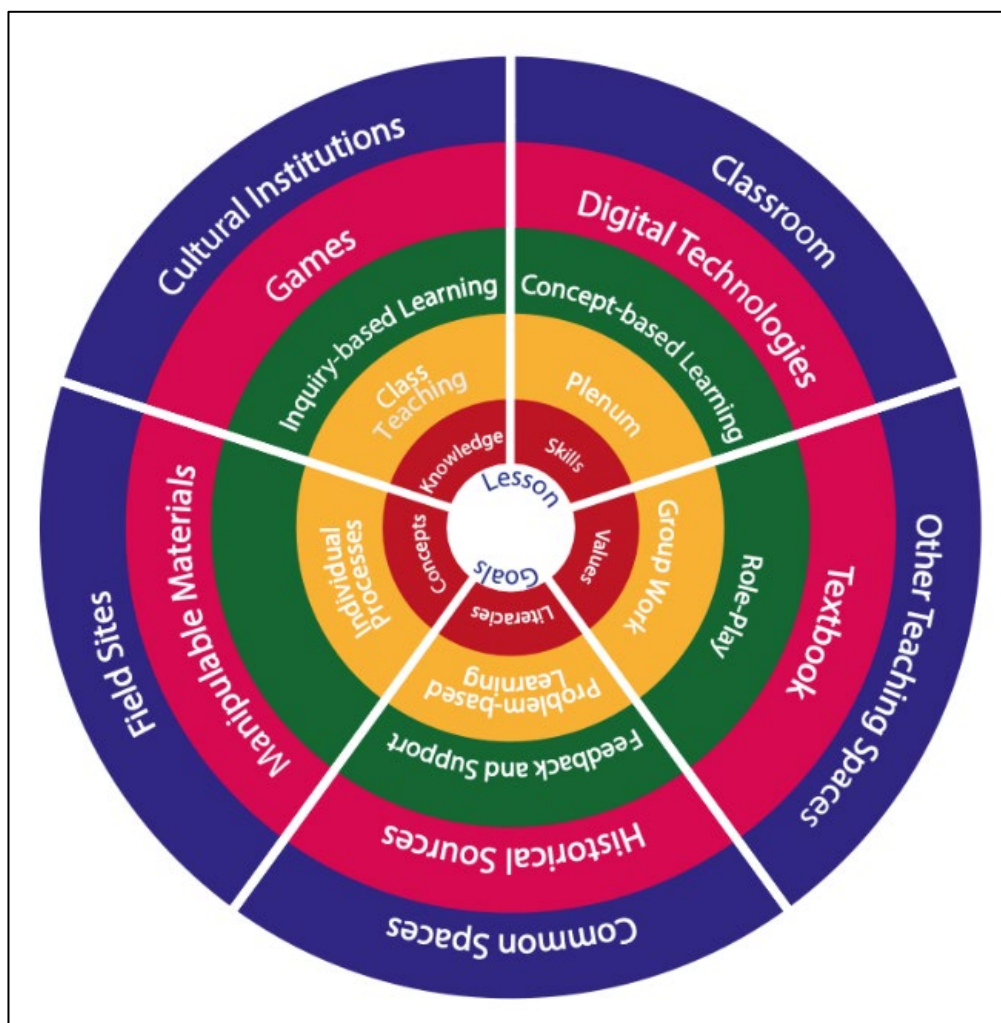 Cultural Institutions
Classroom
Games
Digital Technologies
Inquiry-based Learning
Concept-based Learning
Class
Teaching
Plenum
Knowledge
Skills
Lesson
Goals
Concepts
Values
Literacies
Individual
Processes
Group Work
Problem-based
Learning
Role-Play
Feedback and Support
Manipulable Materials
Textbook
Historical Sources
Field Sites
Other Teaching Spaces
Common Spaces